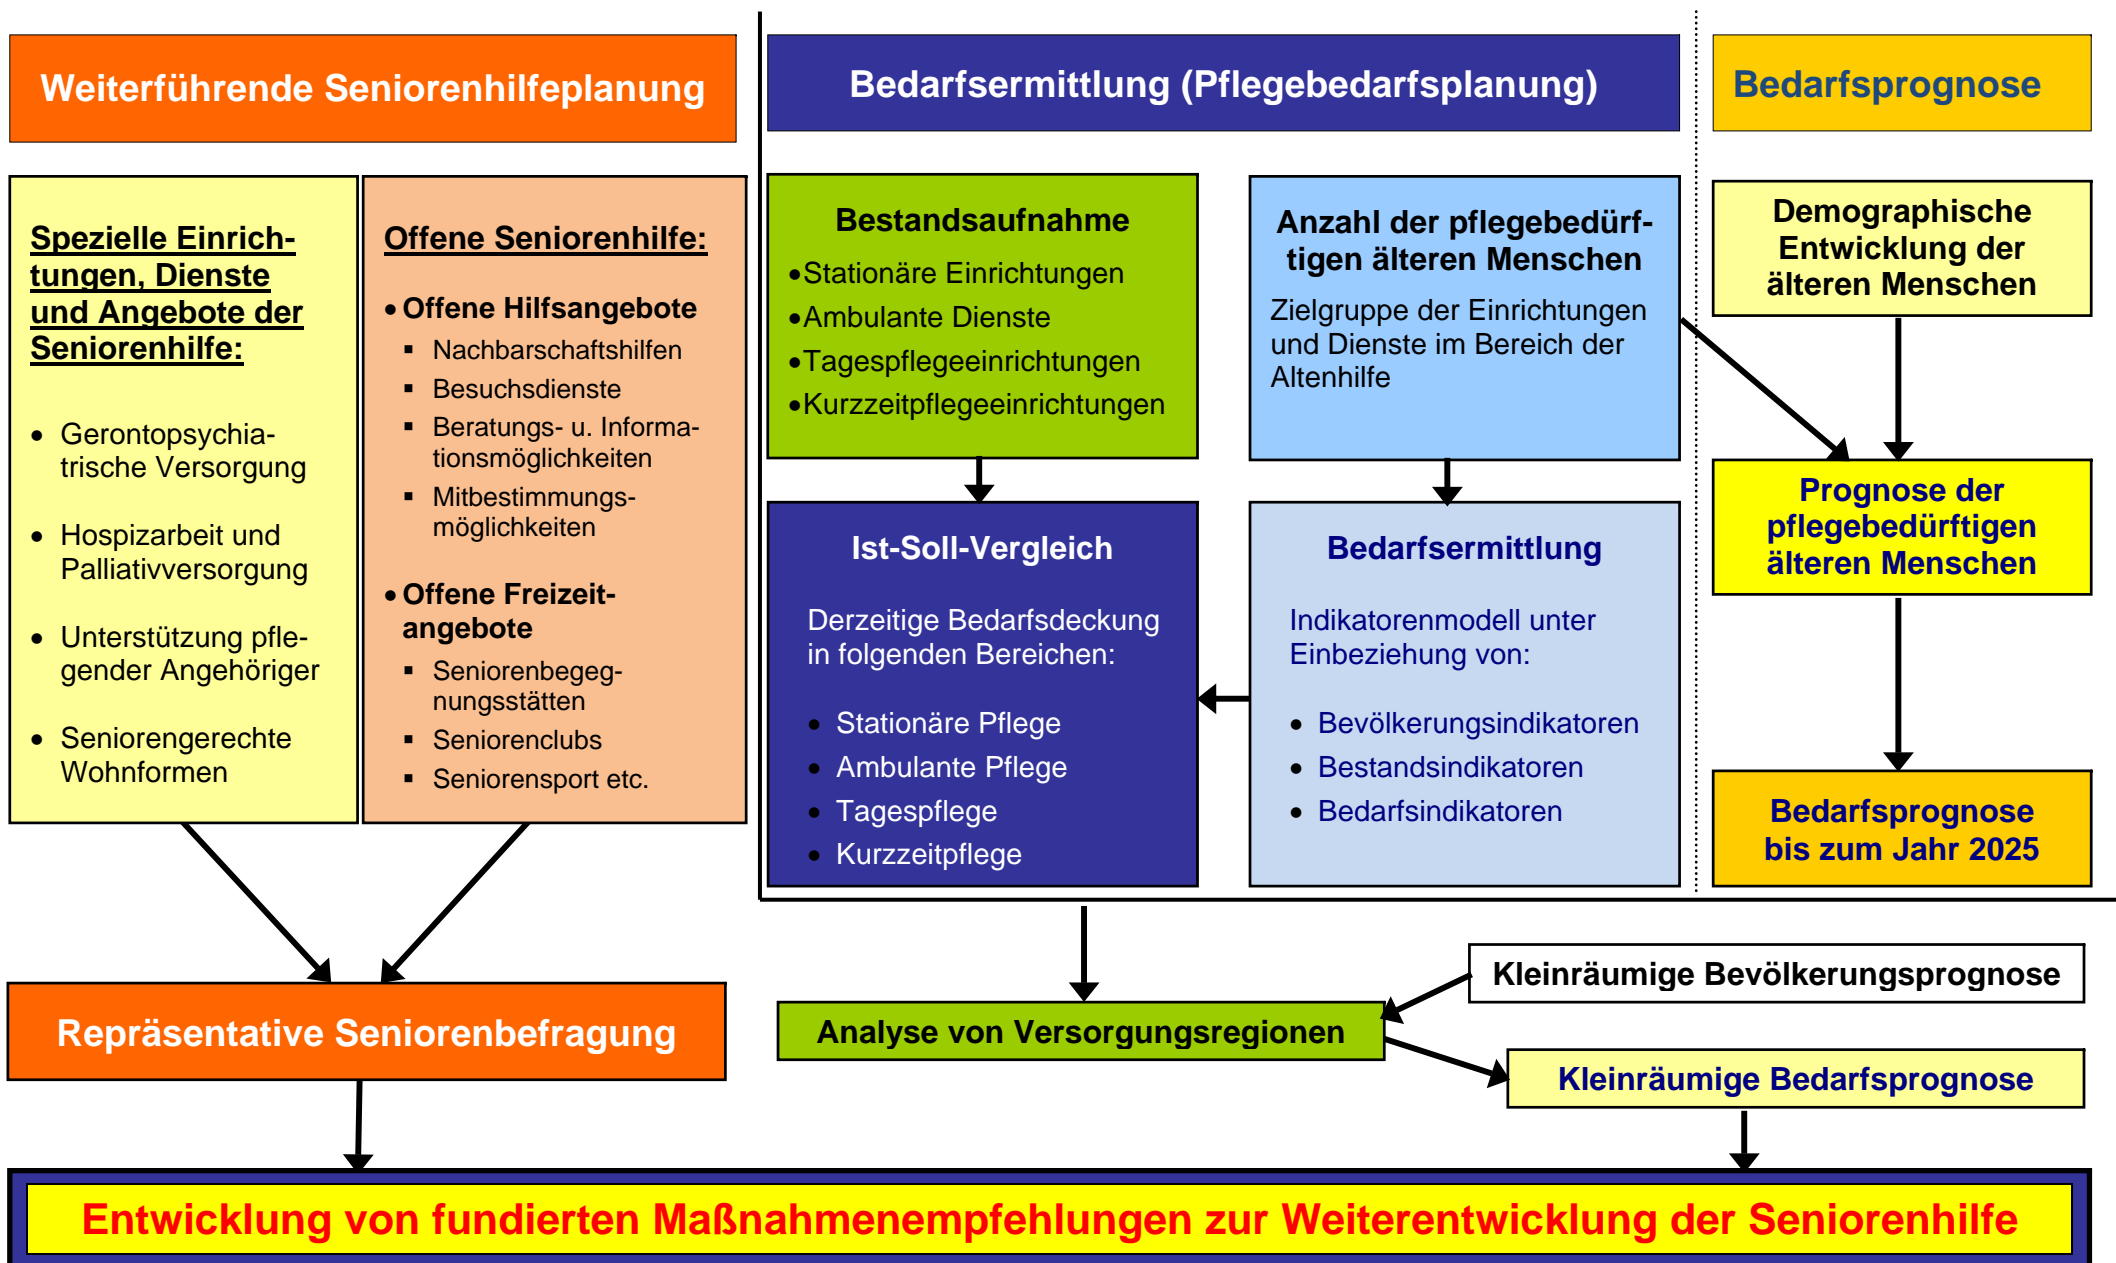 Weiterführende Seniorenhilfeplanung
Bedarfsermittlung (Pflegebedarfsplanung)
Bedarfsprognose
Spezielle Einrich-
tungen, Dienste
und Angebote der
Seniorenhilfe:
• Gerontopsychia-
trische Versorgung
• Hospizarbeit und
Palliativversorgung
• Unterstützung pfle-
gender Angehöriger
• Seniorengerechte
Wohnformen
Offene Seniorenhilfe:
• Offene Hilfsangebote
▪ Nachbarschaftshilfen
▪ Besuchsdienste
▪ Beratungs- u. Informa-
tionsmöglichkeiten
▪ Mitbestimmungs-
möglichkeiten
• Offene Freizeit-
angebote
▪ Seniorenbegeg-
nungsstätten
▪ Seniorenclubs
▪ Seniorensport etc.
Bestandsaufnahme
•Stationäre Einrichtungen
•Ambulante Dienste
•Tagespflegeeinrichtungen
•Kurzzeitpflegeeinrichtungen
Anzahl der pflegebedürf-
tigen älteren Menschen
Zielgruppe der Einrichtungen
und Dienste im Bereich der
Altenhilfe
Demographische
Entwicklung der
älteren Menschen
Ist-Soll-Vergleich
Derzeitige Bedarfsdeckung
in folgenden Bereichen:
• Stationäre Pflege
• Ambulante Pflege
• Tagespflege
• Kurzzeitpflege
Bedarfsermittlung
Indikatorenmodell unter
Einbeziehung von:
• Bevölkerungsindikatoren
• Bestandsindikatoren
• Bedarfsindikatoren
Prognose der
pflegebedürftigen
älteren Menschen
Bedarfsprognose
bis zum Jahr 2025
Repräsentative Seniorenbefragung
Kleinräumige Bevölkerungsprognose
Analyse von Versorgungsregionen
Kleinräumige Bedarfsprognose
Entwicklung von fundierten Maßnahmenempfehlungen zur Weiterentwicklung der Seniorenhilfe